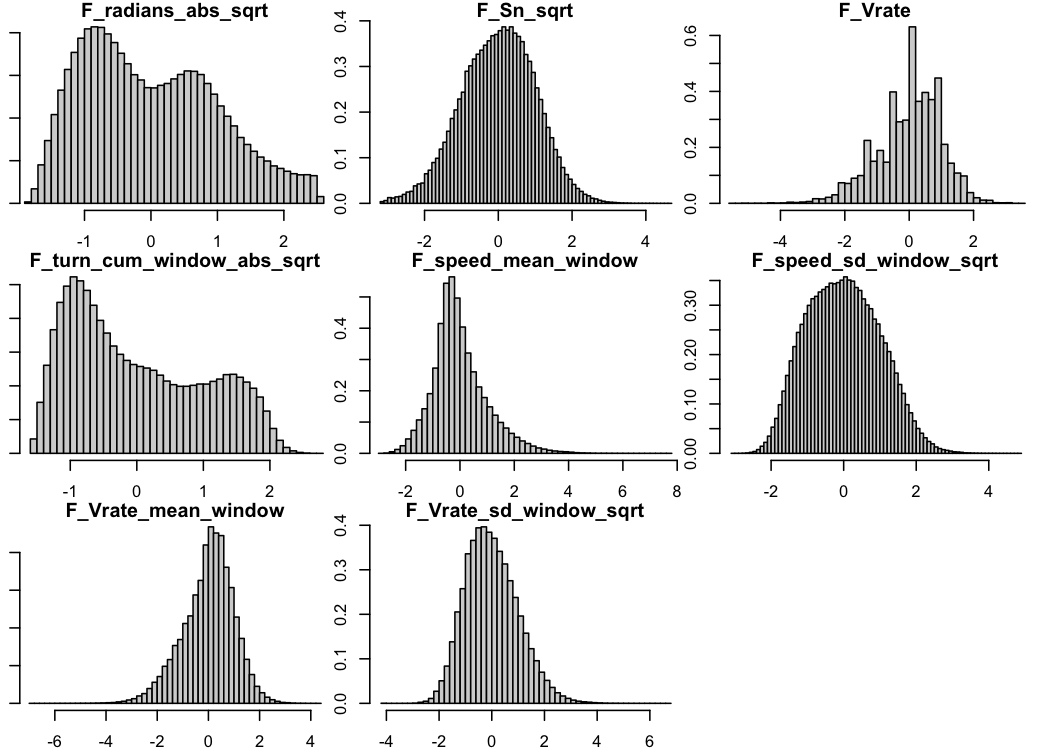 F_radians_abs_sqrt
-1 0 1 2
F_Sn_sqrt
0.0 0.1 0.2 0.3 0.4
-2 0 2 4
F_Vrate
0.0 0.2 0.4 0.6
-4 -2 0 2
F_turn_cum_window_abs_sqrt
-1 0 1 2
F_speed_mean_window
0.0 0.2 0.4
-2 0 2 4 6 8
F_speed_sd_window_sqrt
0.00 0.10 0.20 0.30
-2 0 2 4
F_Vrate_mean_window
-6 -4 -2 0 2 4
F_Vrate_sd_window_sqrt
0.0 0.1 0.2 0.3 0.4
-4 -2 0 2 4 6